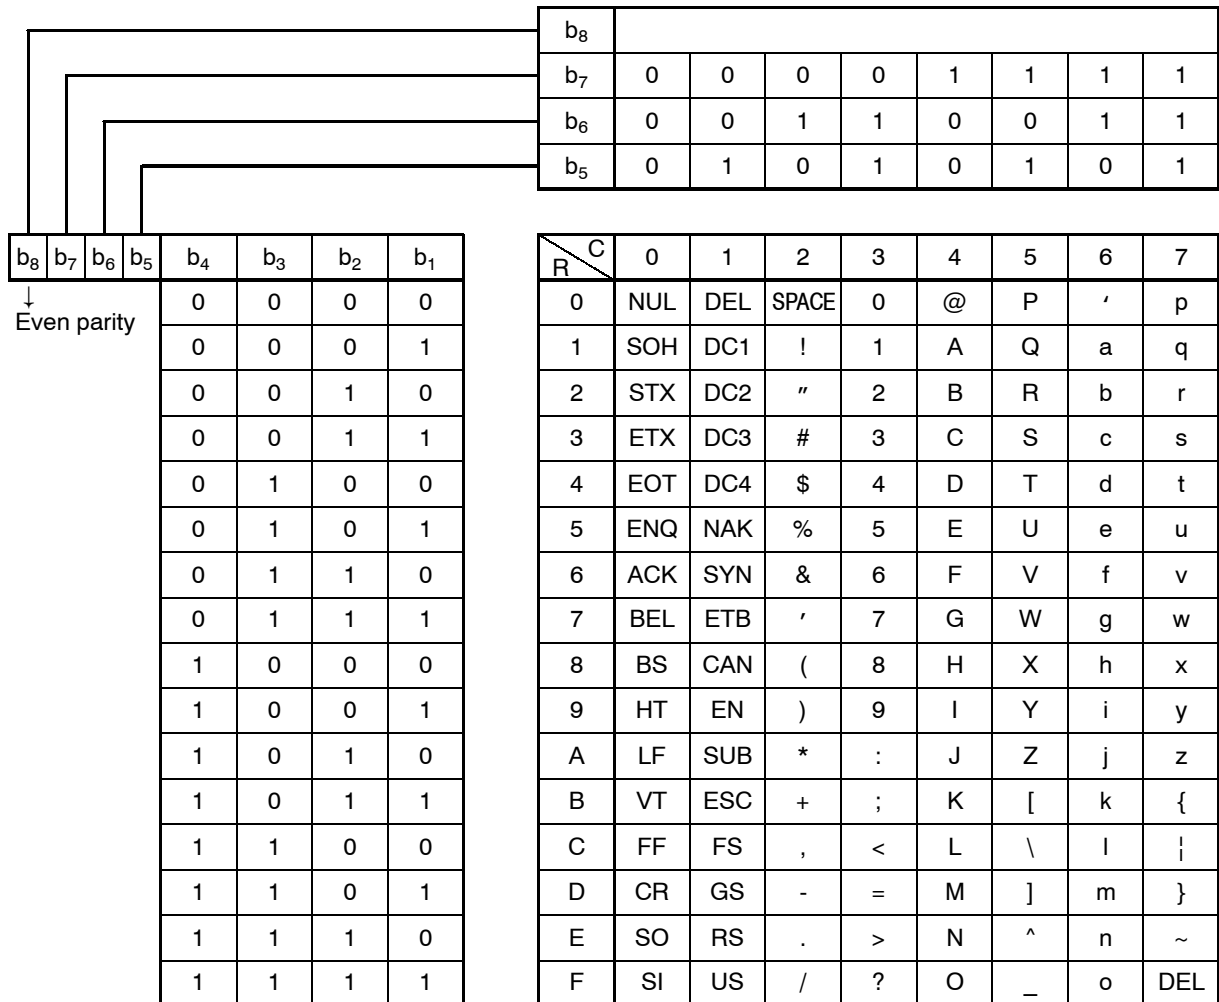 b₈
b₇ 0 0 0 0 1 1 1 1
b₆ 0 0 1 1 0 0 1 1
b₅ 0 1 0 1 0 1 0 1
b₈ b₇ b₆ b₅ b₄ b₃ b₂ b₁ R C 0 1 2 3 4 5 6 7
↓
Even parity
0 0 0 0 0 NUL DEL SPACE 0 @ P ‘ p
0 0 0 1 1 SOH DC1 ! 1 A Q a q
0 0 1 0 2 STX DC2 " 2 B R b r
0 0 1 1 3 ETX DC3 # 3 C S c s
0 1 0 0 4 EOT DC4 $ 4 D T d t
0 1 0 1 5 ENQ NAK % 5 E U e u
0 1 1 0 6 ACK SYN & 6 F V f v
0 1 1 1 7 BEL ETB ′ 7 G W g w
1 0 0 0 8 BS CAN ( 8 H X h x
1 0 0 1 9 HT EN ) 9 I Y i y
1 0 1 0 A LF SUB * : J Z j z
1 0 1 1 B VT ESC + ; K [ k {
1 1 0 0 C FF FS , < L \ l ¦
1 1 0 1 D CR GS - = M ] m }
1 1 1 0 E SO RS . > N ^ n ~
1 1 1 1 F SI US / ? O _ o DEL